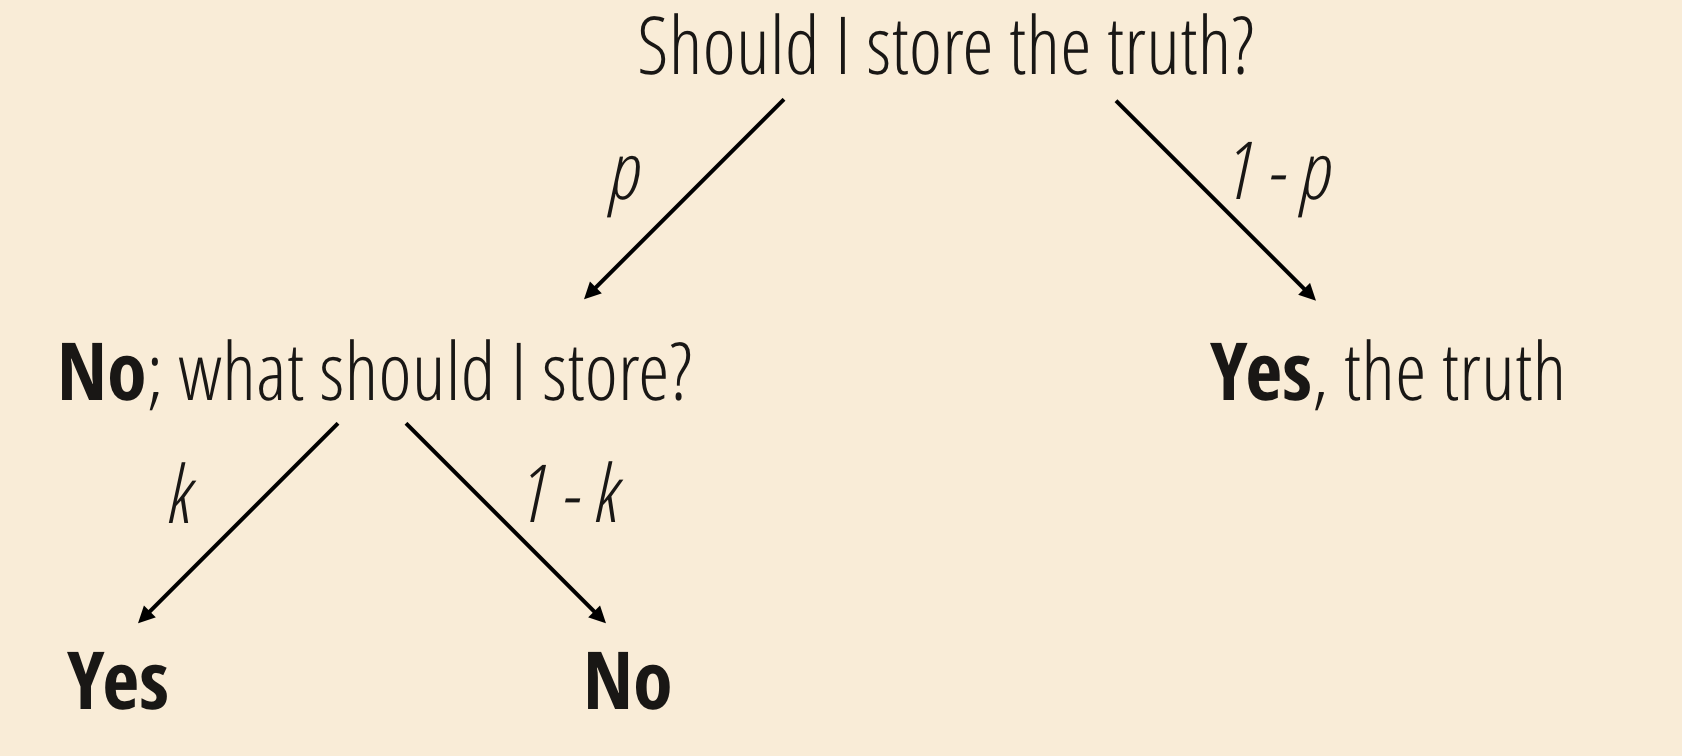 Should I store the truth?
p
1 - p
No; what should I store?
Yes, the truth
k
1 - k
Yes
No